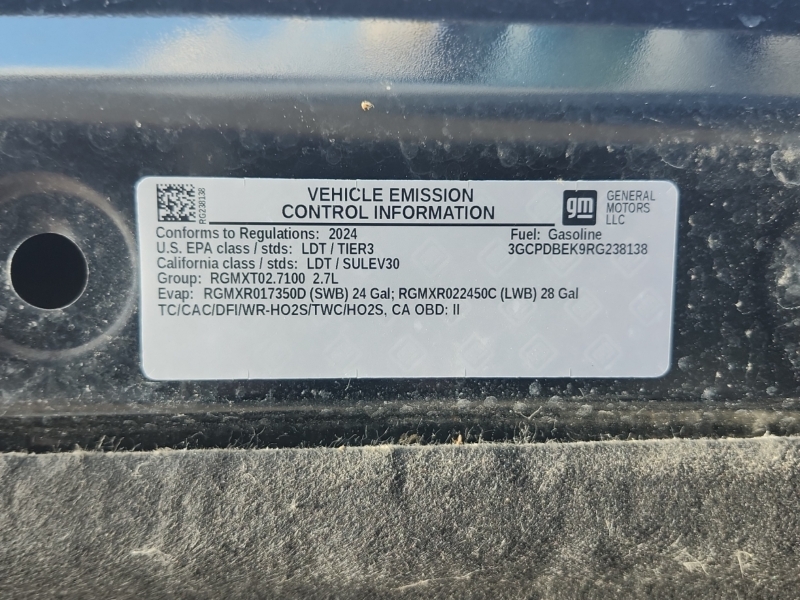 RG238138
VEHICLE EMISSION
CONTROL INFORMATION
gm
GENERAL
MOTORS
LLC
Conforms to Regulations: 2024
Fuel: Gasoline
U.S. EPA class / stds: LDT / TIER3
3GCPDBEK9RG238138
California class / stds: LDT / SULEV30
Group: RGMXT02.7100 2.7L
Evap: RGMXR017350D (SWB) 24 Gal; RGMXR022450C (LWB) 28 Gal
TC/CAC/DFI/WR-HO2S/TWC/HO2S, CA OBD: II